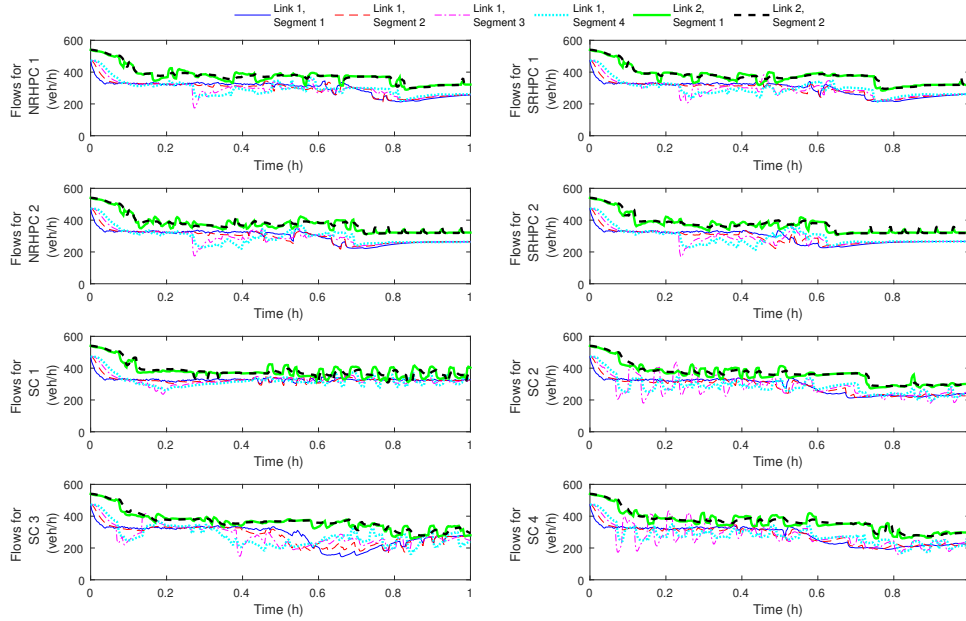 Link 1, Segment 1
Link 1, Segment 2
Link 1, Segment 3
Link 1, Segment 4
Link 2, Segment 1
Link 2, Segment 2
Flows for NRHPC 1 (veh/h)
600
400
200
0
0 0.2 0.4 0.6 0.8 1
Time (h)
Flows for SRHPC 1 (veh/h)
600
400
200
0
0 0.2 0.4 0.6 0.8
Time (h)
Flows for NRHPC 2 (veh/h)
600
400
200
0
0 0.2 0.4 0.6 0.8 1
Time (h)
Flows for SRHPC 2 (veh/h)
600
400
200
0
0 0.2 0.4 0.6 0.8
Time (h)
Flows for SC 1 (veh/h)
600
400
200
0
0 0.2 0.4 0.6 0.8 1
Time (h)
Flows for SC 2 (veh/h)
600
400
200
0
0 0.2 0.4 0.6 0.8
Time (h)
Flows for SC 3 (veh/h)
600
400
200
0
0 0.2 0.4 0.6 0.8 1
Time (h)
Flows for SC 4 (veh/h)
600
400
200
0
0 0.2 0.4 0.6 0.8
Time (h)